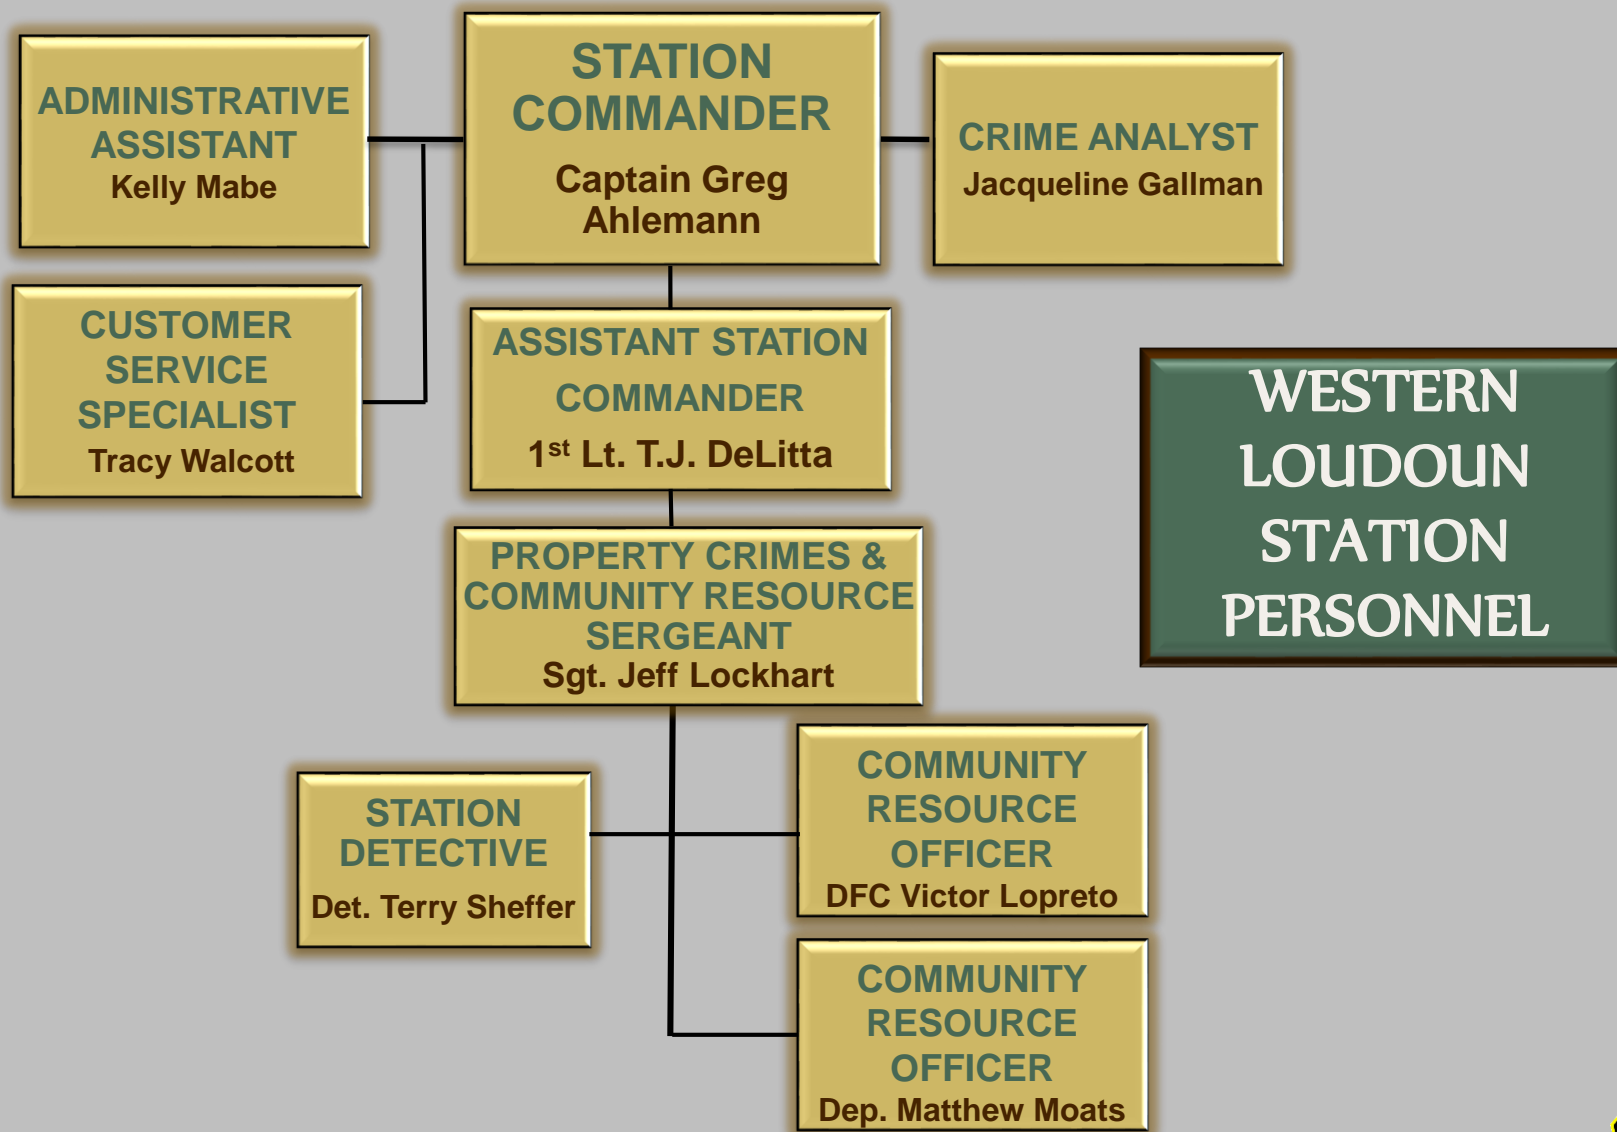 ADMINISTRATIVE
ASSISTANT
Kelly Mabe
STATION
COMMANDER
Captain Greg
Ahlemann
CRIME ANALYST
Jacqueline Gallman
CUSTOMER
SERVICE
SPECIALIST
Tracy Walcott
ASSISTANT STATION
COMMANDER
1st Lt. T.J. DeLitta
WESTERN
LOUDOUN
STATION
PERSONNEL
PROPERTY CRIMES &
COMMUNITY RESOURCE
SERGEANT
Sgt. Jeff Lockhart
STATION
DETECTIVE
Det. Terry Sheffer
COMMUNITY
RESOURCE
OFFICER
DFC Victor Lopreto
COMMUNITY
RESOURCE
OFFICER
Dep. Matthew Moats